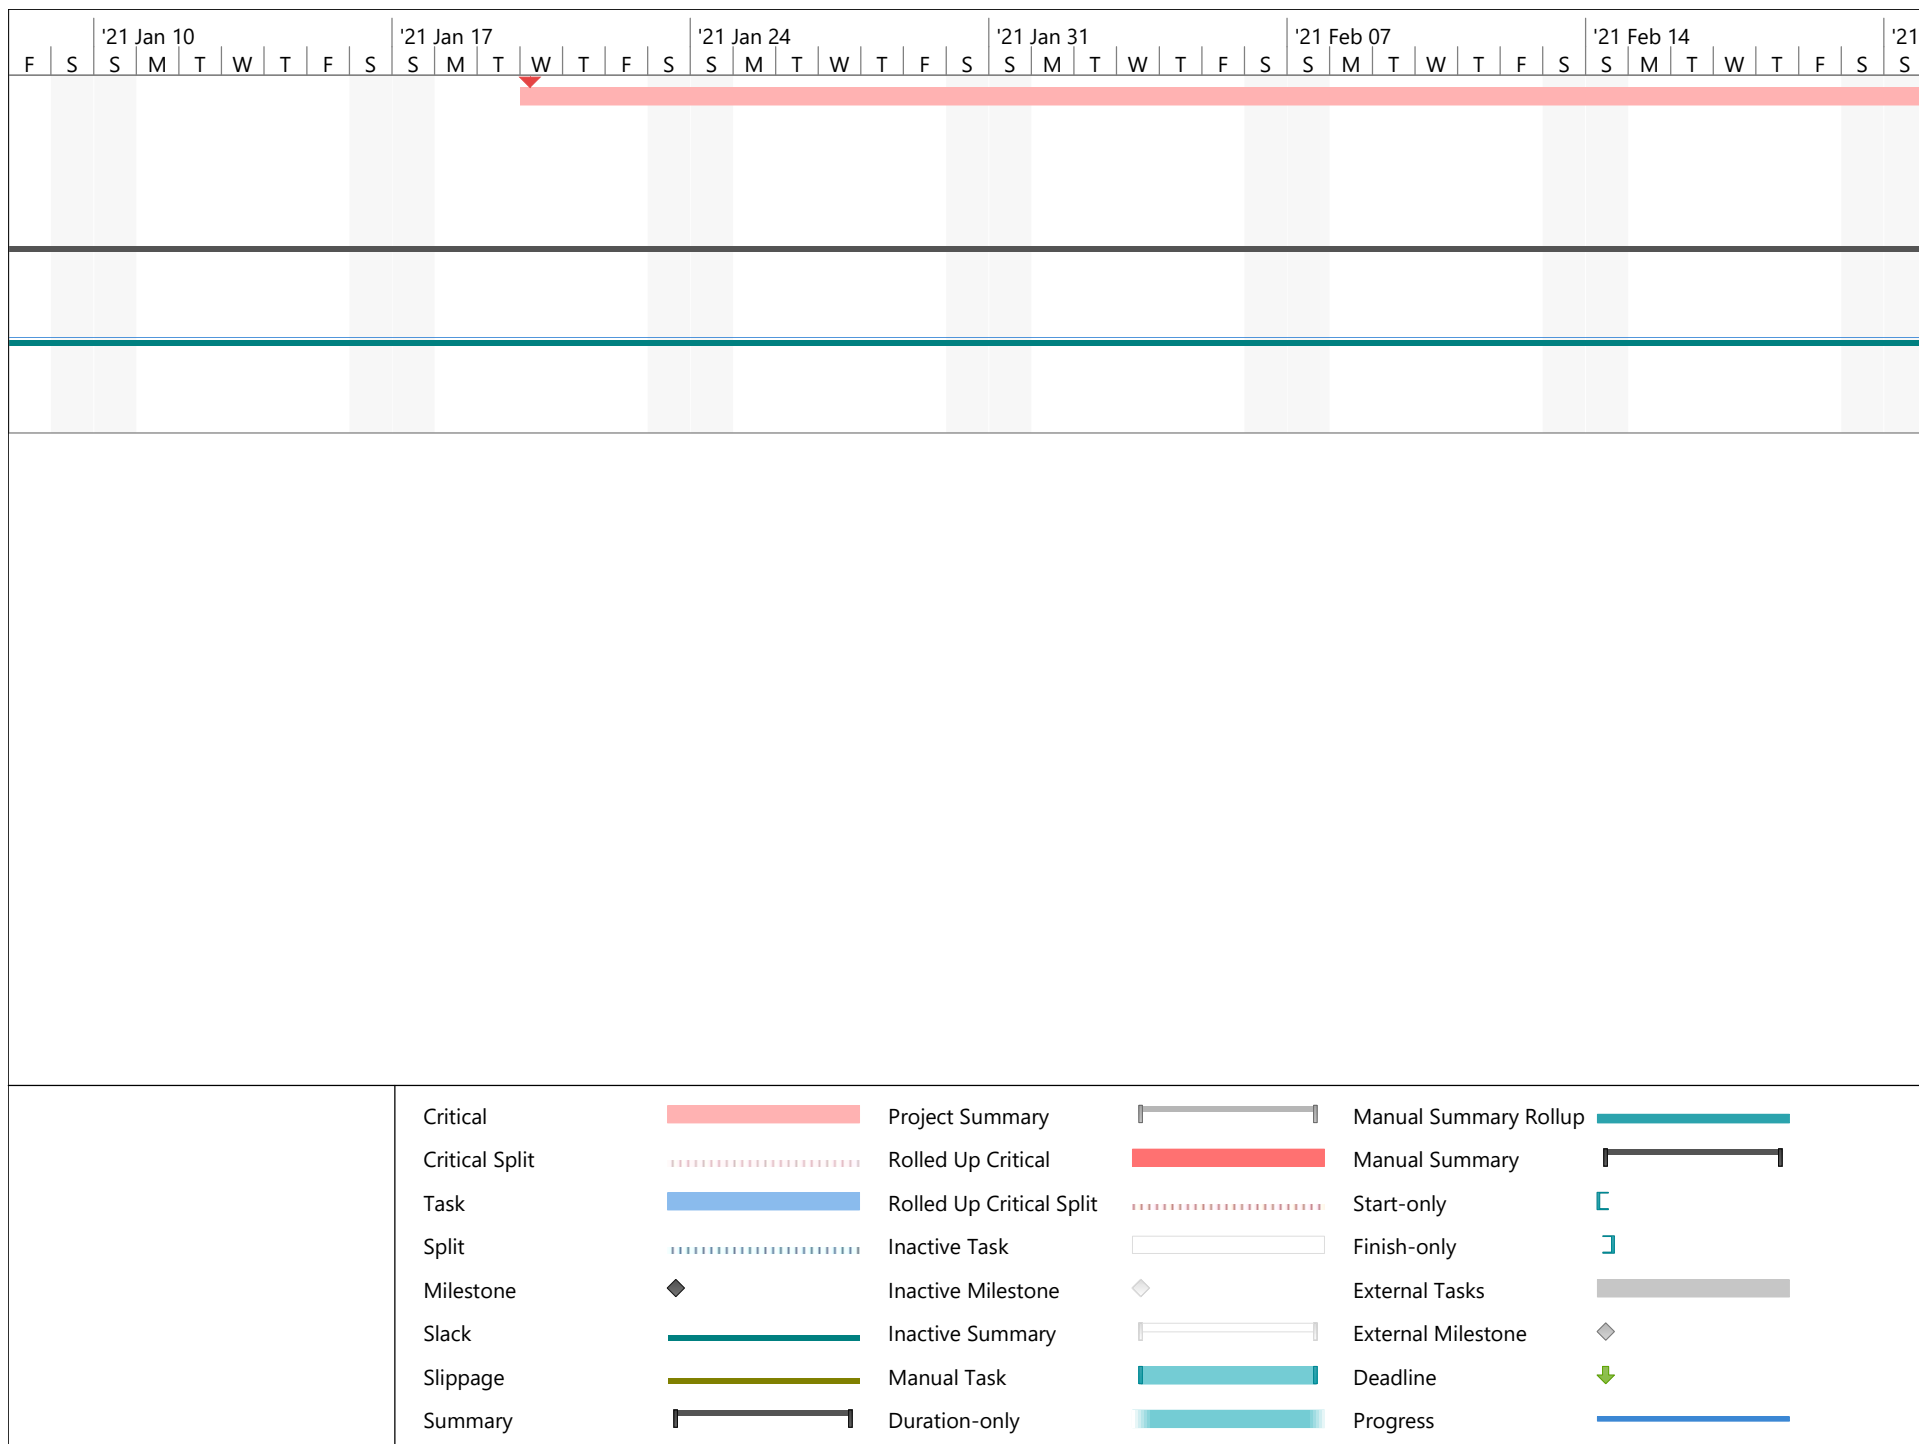 '21 Jan 10 '21 Jan 17 '21 Jan 24 '21 Jan 31 '21 Feb 07 '21 Feb 14 '21
F S S M T W T F S S M T W T F S S M T W T F S S M T W T F S S M T W T F S S M T W T F S S
Critical Project Summary Manual Summary Rollup
Critical Split Rolled Up Critical Manual Summary
Task Rolled Up Critical Split Start-only
Split Inactive Task Finish-only
Milestone Inactive Milestone External Tasks
Slack Inactive Summary External Milestone
Slippage Manual Task Deadline
Summary Duration-only Progress